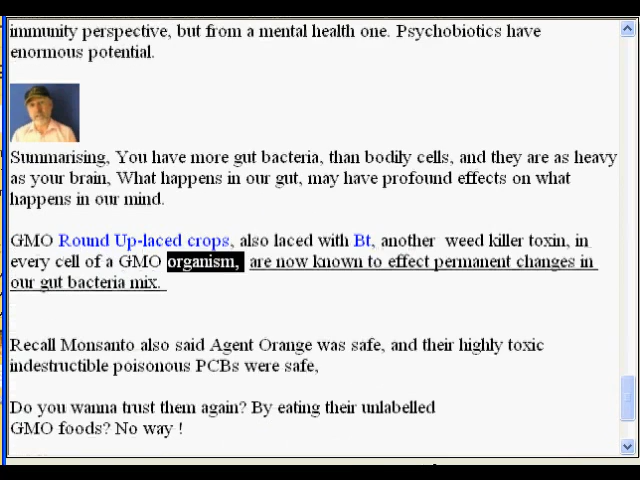 immunity perspective, but from a mental health one. Psychobiotics have
enormous potential.
Summarising, You have more gut bacteria, than bodily cells, and they are as heavy
as your brain, What happens in our gut, may have profound effects on what
happens in our mind.
GMO Round Up-laced crops, also laced with Bt, another weed killer toxin, in
every cell of a GMO organism, are now known to effect permanent changes in
our gut bacteria mix.
Recall Monsanto also said Agent Orange was safe, and their highly toxic
indestructible poisonous PCBs were safe,
Do you wanna trust them again? By eating their unlabelled
GMO foods? No way !